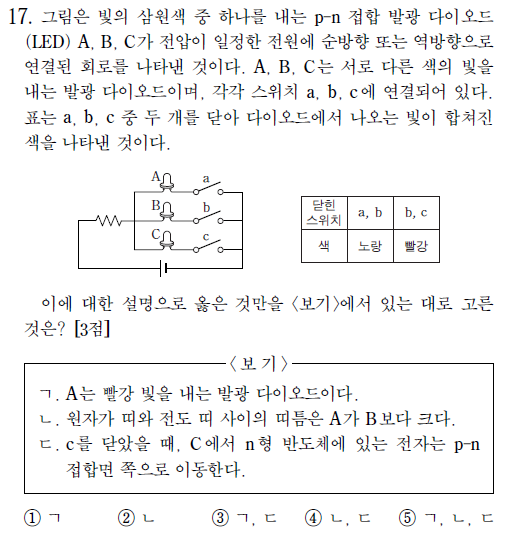 17. 그림은 빛의 삼원색 중 하나를 내는 p-n 접합 발광 다이오드
(LED) A, B, C가 전압이 일정한 전원에 순방향 또는 역방향으로
연결된 회로를 나타낸 것이다. A, B, C는 서로 다른 색의 빛을
내는 발광 다이오드이며, 각각 스위치 a, b, c에 연결되어 있다.
표는 a, b, c 중 두 개를 닫아 다이오드에서 나오는 빛이 합쳐진
색을 나타낸 것이다.
A a
B b
C c
닫힌 스위치 a, b b, c
색 노랑 빨강
이에 대한 설명으로 옳은 것만을 <보기>에서 있는 대로 고른
것은? [3점]
<보 기>
ㄱ. A는 빨강 빛을 내는 발광 다이오드이다.
ㄴ. 원자가 띠와 전도 띠 사이의 띠틈은 A가 B보다 크다.
ㄷ. c를 닫았을 때, C에서 n형 반도체에 있는 전자는 p-n
접합면 쪽으로 이동한다.
① ㄱ ② ㄴ ③ ㄱ, ㄷ ④ ㄴ, ㄷ ⑤ ㄱ, ㄴ, ㄷ